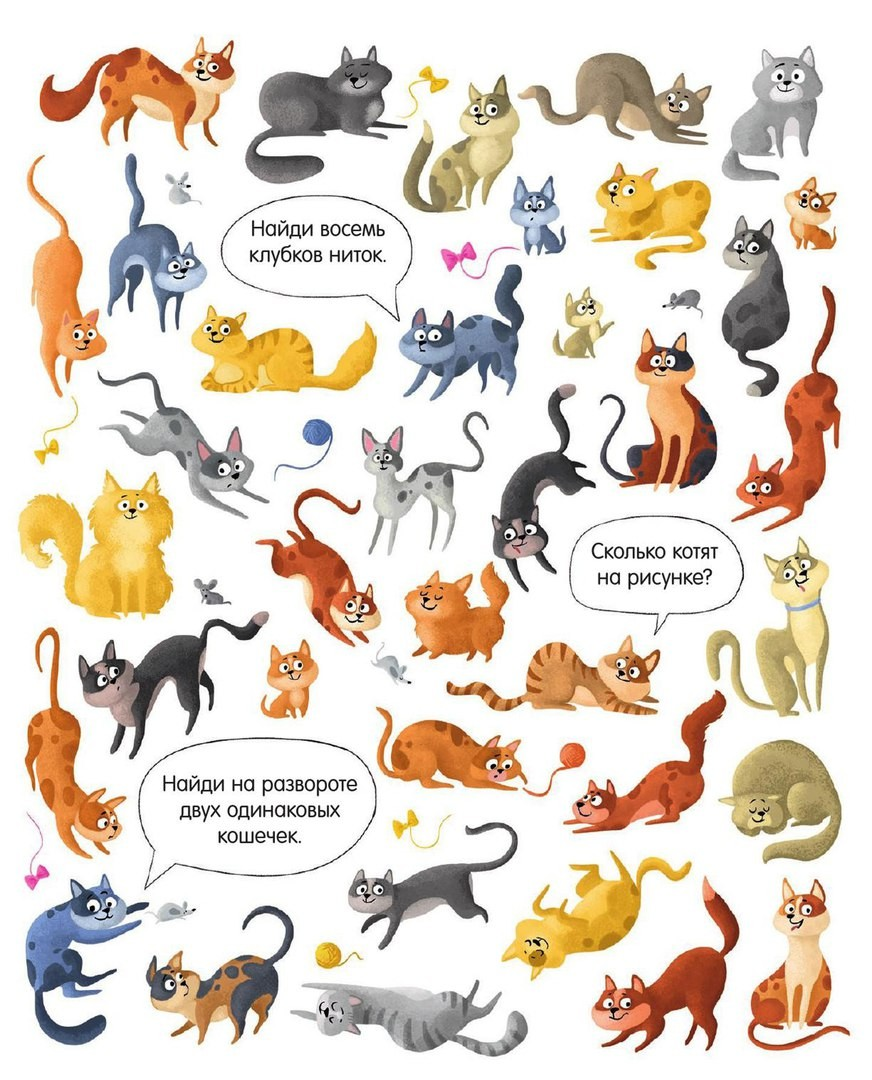 Найди восемь
клубков ниток.
Сколько котят
на рисунке?
Найди на развороте
двух одинаковых
кошечек.